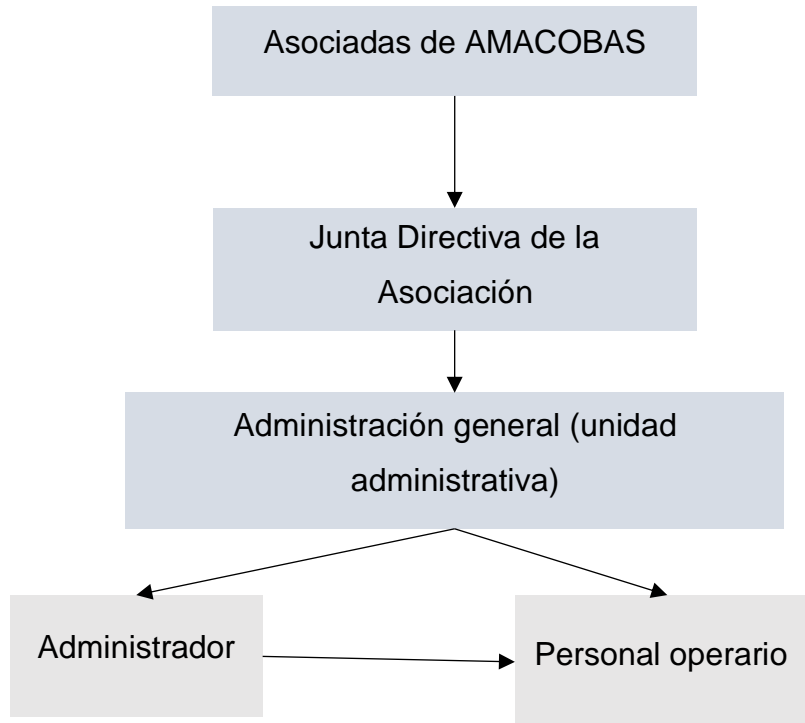 Asociadas de AMACOBAS
Junta Directiva de la
Asociación
Administración general (unidad
administrativa)
Administrador
Personal operario